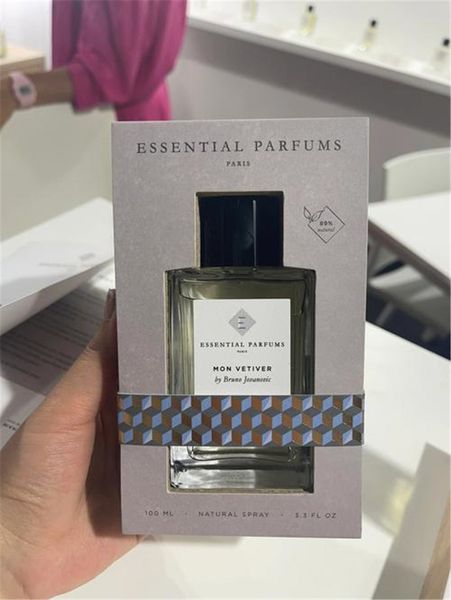 ESSENTIAL PARFUMS
PARIS
89%
natural
E
ESSENTIAL PARFUMS
PARIS
MON VETIVER
by Bruno Jovanovic
100 ML - NATURAL SPRAY - 3.3 FL OZ